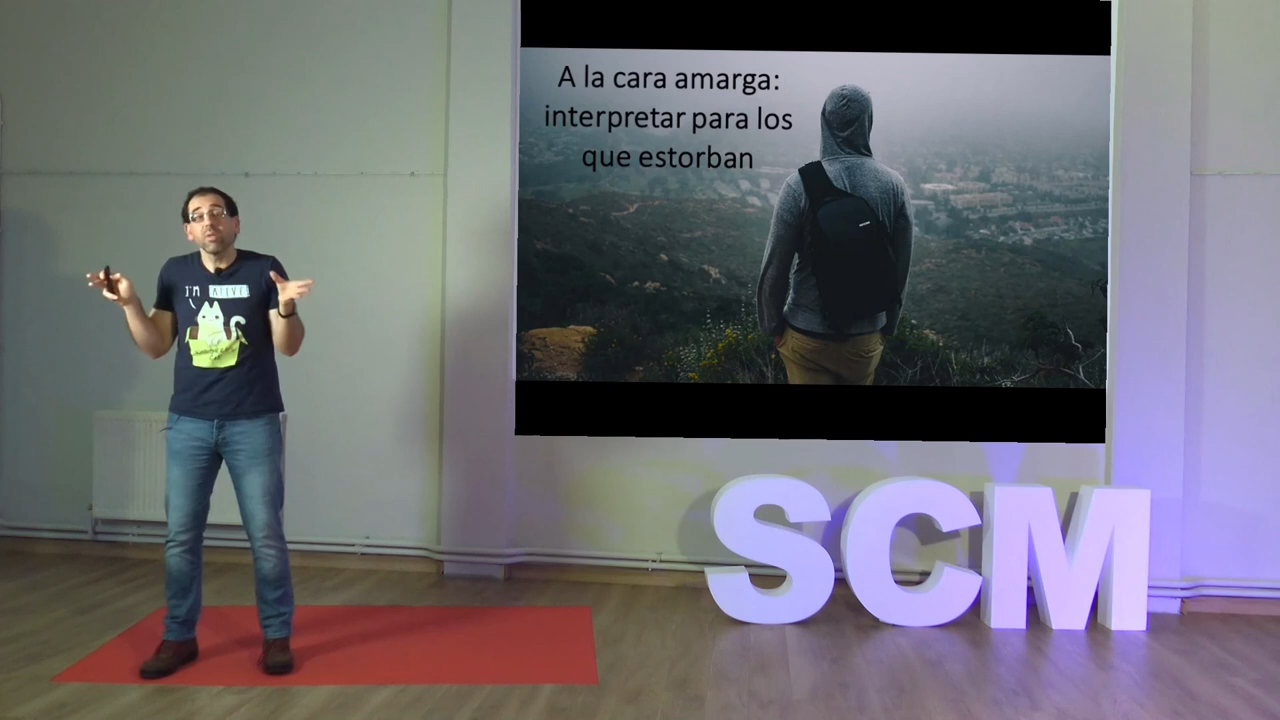 A la cara amarga:
interpretar para los
que estorban
I'M ALIVE
SCM